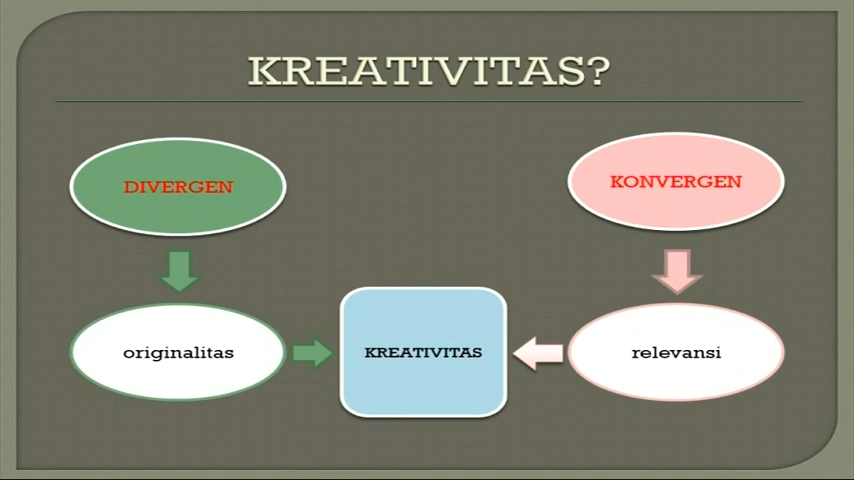 KREATIVITAS?
DIVERGEN
KONVERGEN
originalitas
KREATIVITAS
relevansi